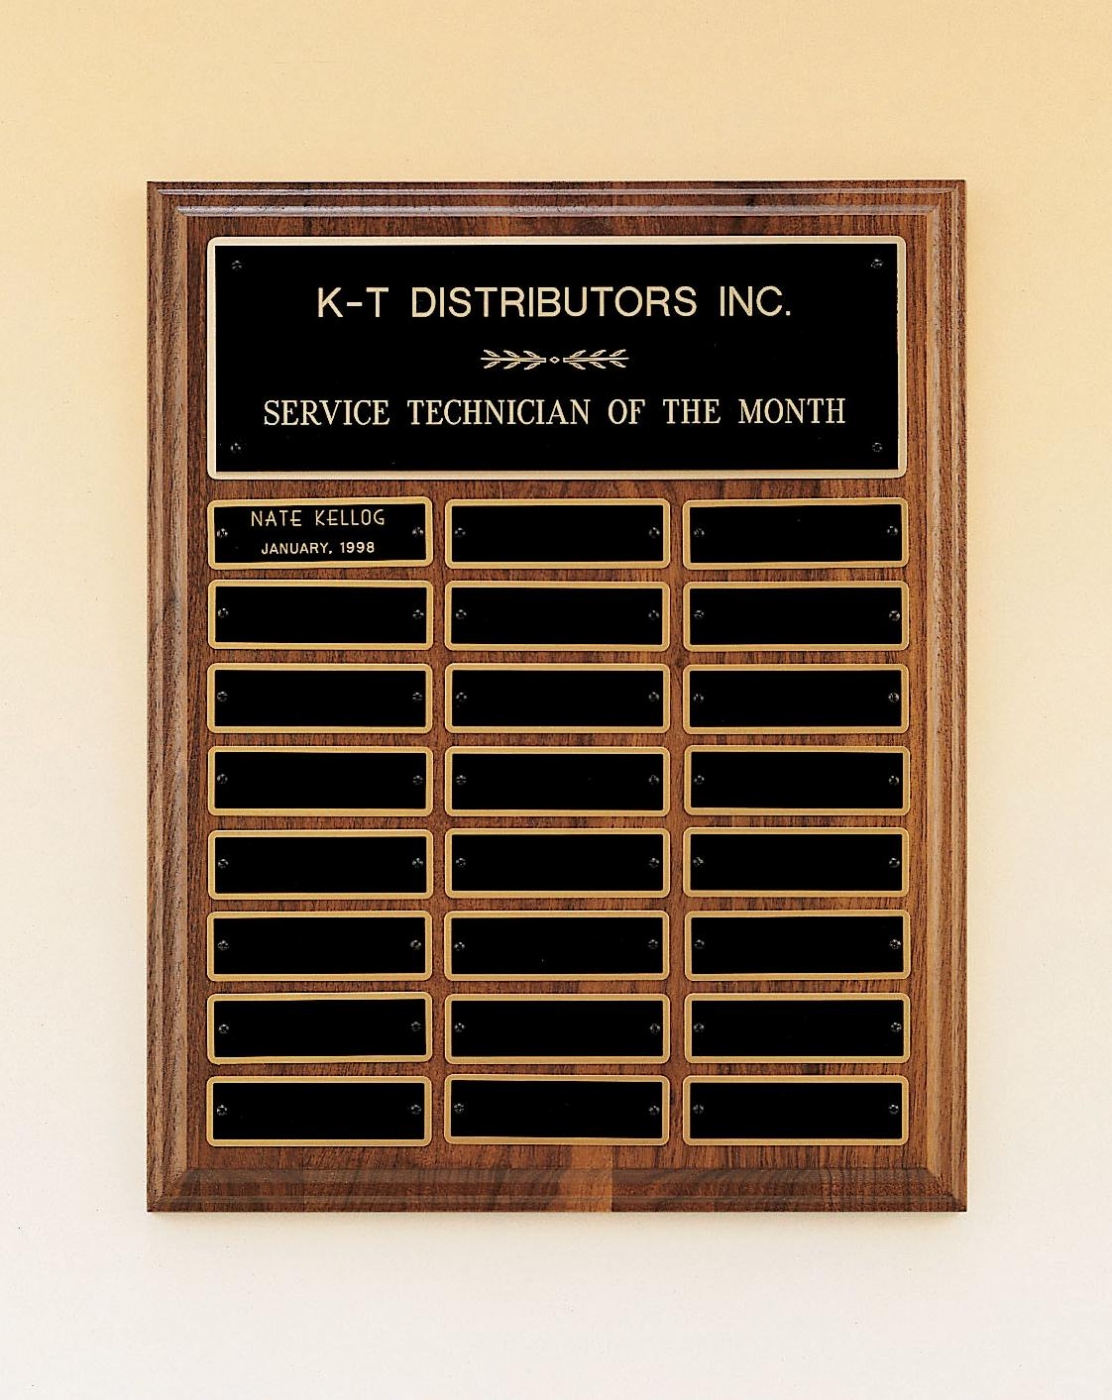 K-T DISTRIBUTORS INC.
SERVICE TECHNICIAN OF THE MONTH
NATE KELLOG
JANUARY, 1998